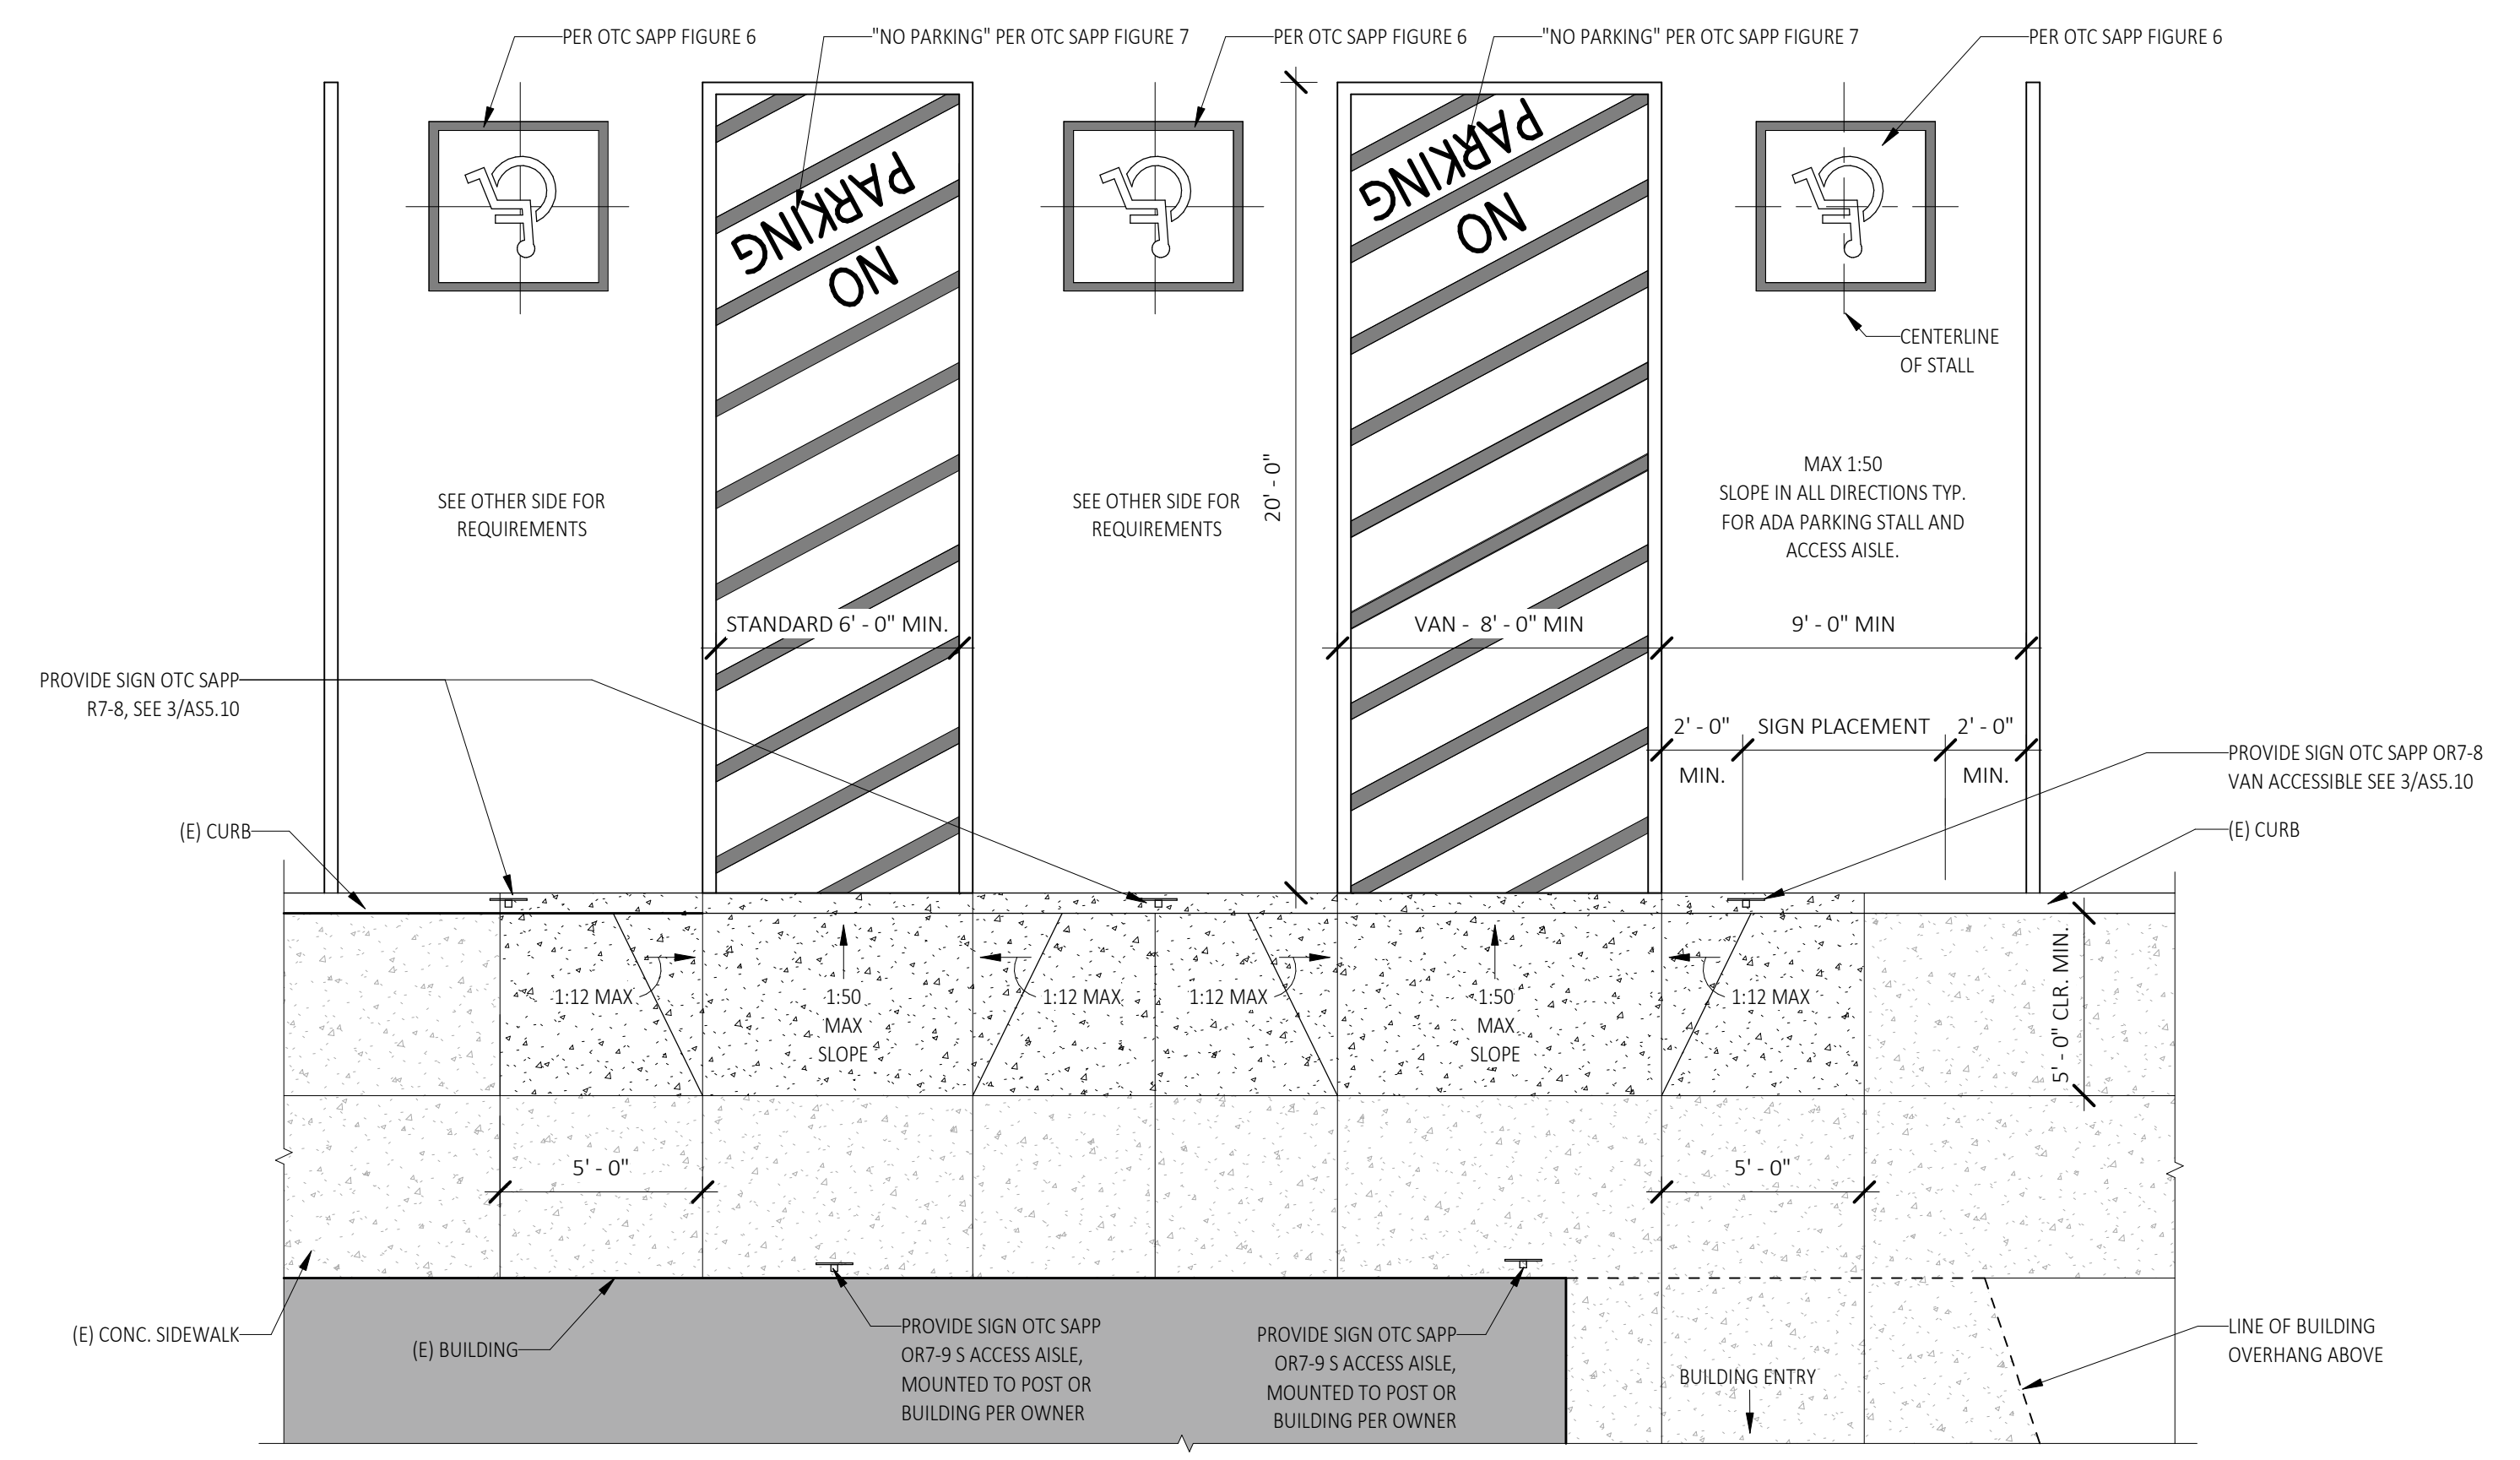 PER OTC SAPP FIGURE 6
"NO PARKING" PER OTC SAPP FIGURE 7
PER OTC SAPP FIGURE 6
"NO PARKING" PER OTC SAPP FIGURE 7
PER OTC SAPP FIGURE 6
NO
PARKING
NO
PARKING
CENTERLINE
OF STALL
SEE OTHER SIDE FOR
REQUIREMENTS
SEE OTHER SIDE FOR
REQUIREMENTS
20' - 0"
MAX 1:50
SLOPE IN ALL DIRECTIONS TYP.
FOR ADA PARKING STALL AND
ACCESS AISLE.
STANDARD 6' - 0" MIN.
VAN - 8' - 0" MIN
9' - 0" MIN
PROVIDE SIGN OTC SAPP
R7-8, SEE 3/AS5.10
2' - 0"
MIN.
SIGN PLACEMENT
2' - 0"
MIN.
PROVIDE SIGN OTC SAPP OR7-8
VAN ACCESSIBLE SEE 3/AS5.10
(E) CURB
(E) CURB
1:12 MAX
1:50
MAX
SLOPE
1:12 MAX
1:12 MAX
1:50
MAX
SLOPE
1:12 MAX
5' - 0" CLR. MIN.
5' - 0"
5' - 0"
(E) CONC. SIDEWALK
(E) BUILDING
PROVIDE SIGN OTC SAPP
OR7-9 S ACCESS AISLE,
MOUNTED TO POST OR
BUILDING PER OWNER
PROVIDE SIGN OTC SAPP
OR7-9 S ACCESS AISLE,
MOUNTED TO POST OR
BUILDING PER OWNER
BUILDING ENTRY
LINE OF BUILDING
OVERHANG ABOVE